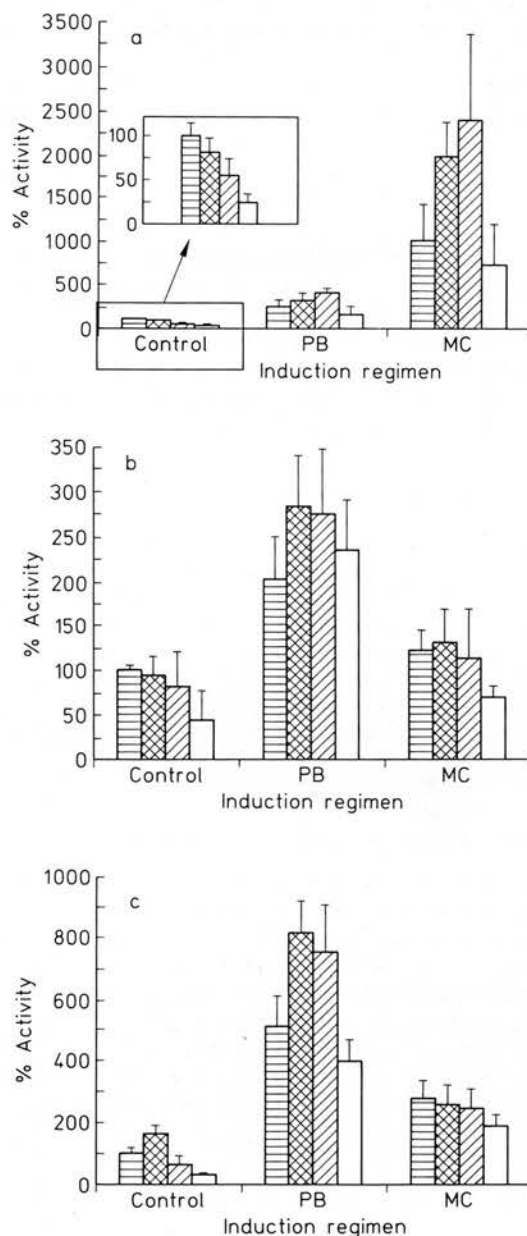 a
% Activity
3500
3000
2500
2000
1500
1000
500
0
100
50
0
Control
PB
MC
Induction regimen
b
% Activity
350
300
250
200
150
100
50
0
Control
PB
MC
Induction regimen
c
% Activity
1000
800
600
400
200
0
Control
PB
MC
Induction regimen